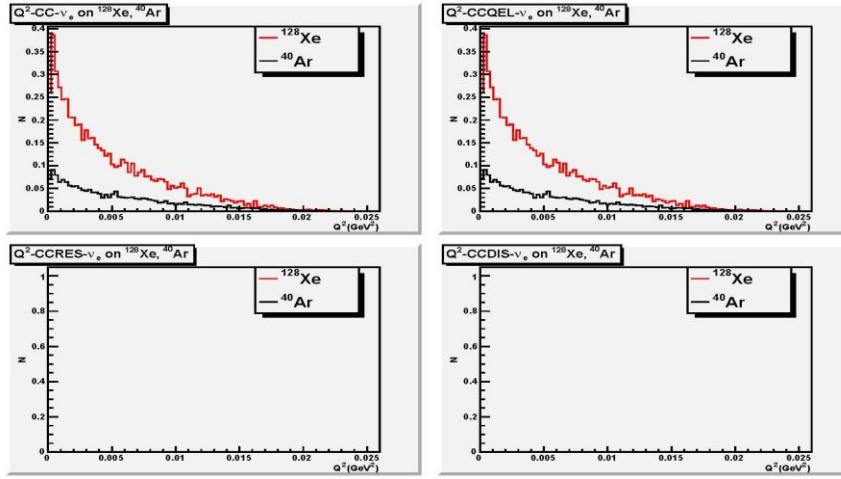 Q²-CC-νₑ on ¹²⁸Xe, ⁴⁰Ar
¹²⁸Xe
⁴⁰Ar
N
0.4
0.35
0.3
0.25
0.2
0.15
0.1
0.05
0
0 0.005 0.01 0.015 0.02 0.025
Q²(GeV²)
Q²-CCQEL-νₑ on ¹²⁸Xe, ⁴⁰Ar
¹²⁸Xe
⁴⁰Ar
N
0.4
0.35
0.3
0.25
0.2
0.15
0.1
0.05
0
0 0.005 0.01 0.015 0.02 0.025
Q²(GeV²)
Q²-CCRES-νₑ on ¹²⁸Xe, ⁴⁰Ar
¹²⁸Xe
⁴⁰Ar
N
1
0.8
0.6
0.4
0.2
0
0 0.005 0.01 0.015 0.02 0.025
Q²(GeV²)
Q²-CCDIS-νₑ on ¹²⁸Xe, ⁴⁰Ar
¹²⁸Xe
⁴⁰Ar
N
1
0.8
0.6
0.4
0.2
0
0 0.005 0.01 0.015 0.02 0.025
Q²(GeV²)